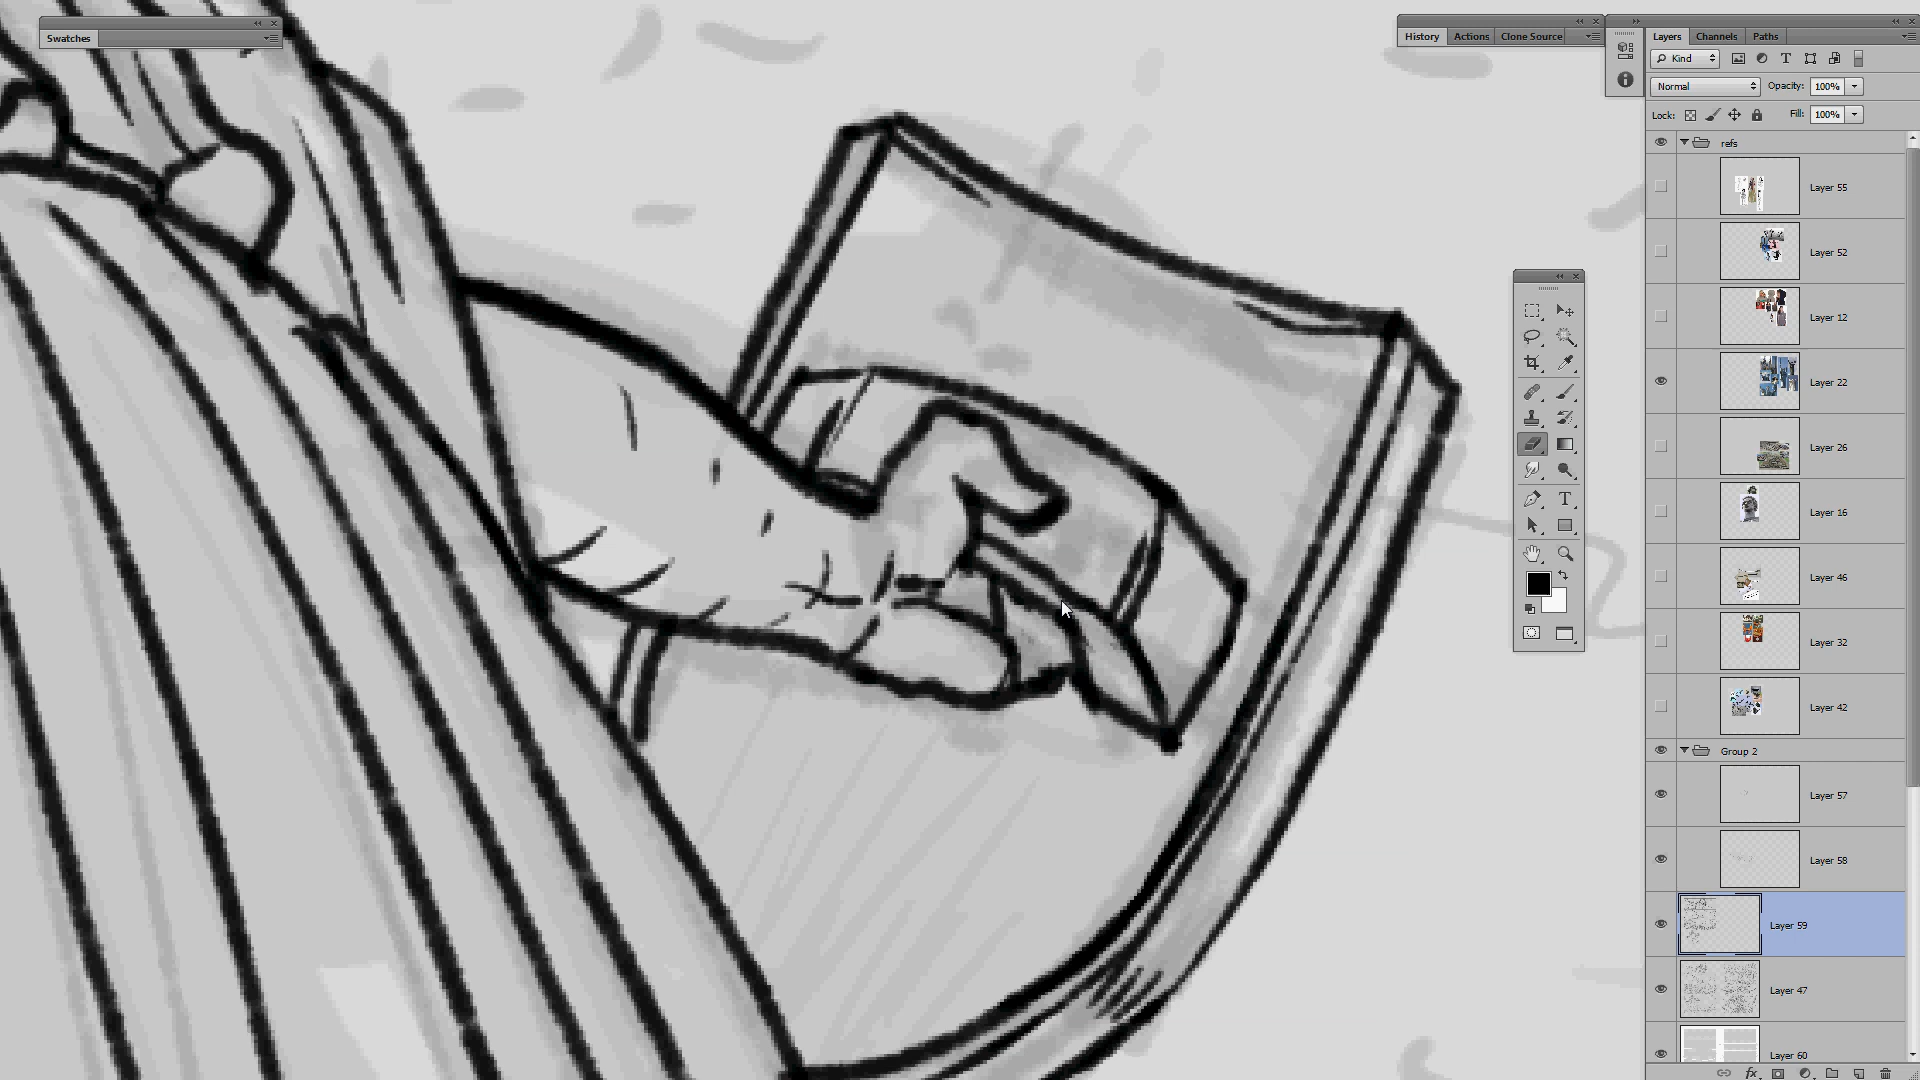 Swatches
History Actions Clone Source
Layers Channels Paths
Kind
Normal Opacity: 100%
Lock: Fill: 100%
refs
Layer 55
Layer 52
Layer 12
Layer 22
Layer 26
Layer 16
Layer 46
Layer 32
Layer 42
Group 2
Layer 57
Layer 58
Layer 59
Layer 47
Layer 60